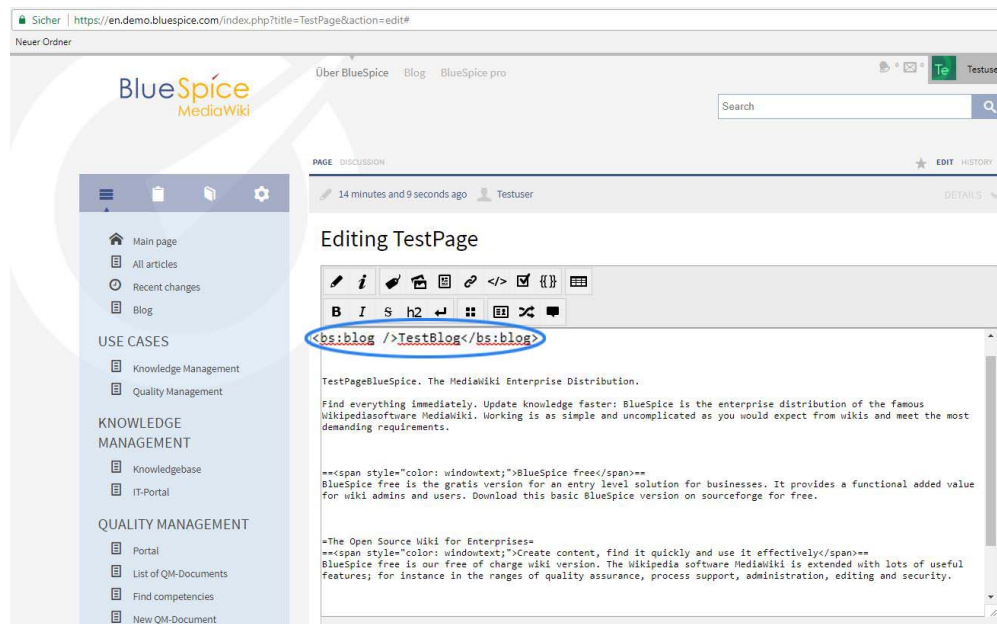 Sicher | https://en.demo.bluespice.com/index.php?title=TestPage&action=edit#
Neuer Ordner
BlueSpice
MediaWiki
Über BlueSpice Blog BlueSpice pro
Te Testuse
Search
PAGE DISCUSSION
EDIT HISTORY
14 minutes and 9 seconds ago Testuser
DETAILS
Main page
All articles
Recent changes
Blog
USE CASES
Knowledge Management
Quality Management
KNOWLEDGE
MANAGEMENT
Knowledgebase
IT-Portal
QUALITY MANAGEMENT
Portal
List of QM-Documents
Find competencies
New QM-Document
Editing TestPage
i </> {{}}
B I S h2
<bs:blog />TestBlog</bs:blog>
TestPageBlueSpice. The MediaWiki Enterprise Distribution.
Find everything immediately. Update knowledge faster: BlueSpice is the enterprise distribution of the famous
Wikipediasoftware MediaWiki. Working is as simple and uncomplicated as you would expect from wikis and meet the most
demanding requirements.
==<span style="color: windowtext;">BlueSpice free</span>==
BlueSpice free is the gratis version for an entry level solution for businesses. It provides a functional added value
for wiki admins and users. Download this basic BlueSpice version on sourceforge for free.
=The Open Source Wiki for Enterprises=
==<span style="color: windowtext;">Create content, find it quickly and use it effectively</span>==
BlueSpice free is our free of charge wiki version. The Wikipedia software MediaWiki is extended with lots of useful
features; for instance in the ranges of quality assurance, process support, administration, editing and security.